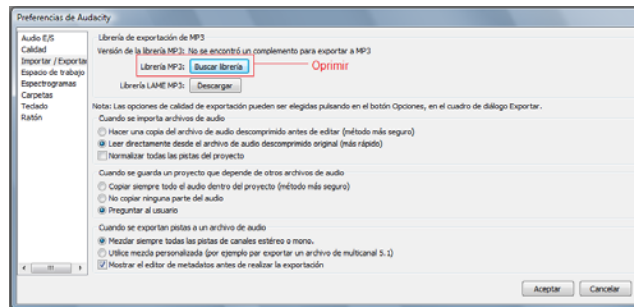 Preferencias de Audacity
Audio E/S
Calidad
Importar / Exportar
Espacio de trabajo
Espectrogramas
Carpetas
Teclado
Ratón
Librería de exportación de MP3
Versión de la librería MP3: No se encontró un complemento para exportar a MP3
Librería MP3: Buscar librería Oprimir
Librería LAME MP3: Descargar
Nota: Las opciones de calidad de exportación pueden ser elegidas pulsando en el botón Opciones, en el cuadro de diálogo Exportar.
Cuando se importa archivos de audio
Hacer una copia del archivo de audio descomprimido antes de editar (método más seguro)
Leer directamente desde el archivo de audio descomprimido original (más rápido)
Normalizar todas las pistas del proyecto
Cuando se guarda un proyecto que depende de otros archivos de audio
Copiar siempre todo el audio dentro del proyecto (método más seguro)
No copiar ninguna parte del audio
Preguntar al usuario
Cuando se exportan pistas a un archivo de audio
Mezclar siempre todas las pistas de canales estéreo o mono.
Utilice mezcla personalizada (por ejemplo par exportar un archivo de multicanal 5.1)
Mostrar el editor de metadatos antes de realizar la exportación
Aceptar Cancelar